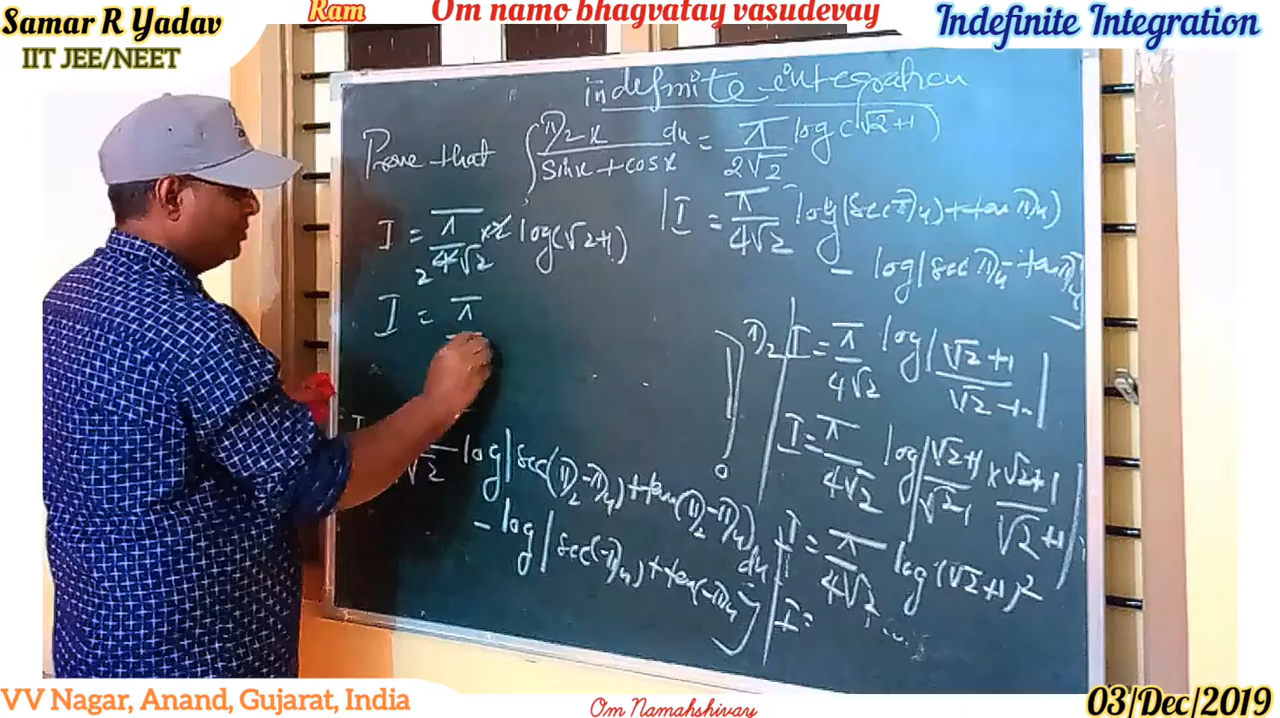 Samar R Yadav
IIT JEE/NEET
Ram
Om namo bhagvatay vasudevay
Indefinite Integration
indefinite integration
Prove that ∫ π/2 x dx / sinx + cosx = π / 2√2 log(√2+1)
I = π / 4√2 × 2 log(√2+1)
2
I = π
√2 log|sec(π/2 - π/4) + tan(π/2 - π/4)
- log|sec(-π/4) + tan(-π/4)
du
π/2
0
I = π / 4√2 log|(sec π/4) + tan π/4)
- log|sec π/4 - tan π/4
I = π / 4√2 log|√2+1 / √2-1|
I = π / 4√2 log|√2+1 / √2-1 × √2+1 / √2+1|
I = π / 4√2 log(√2+1)²
I =
VV Nagar, Anand, Gujarat, India
Om Namahshivay
03/Dec/2019